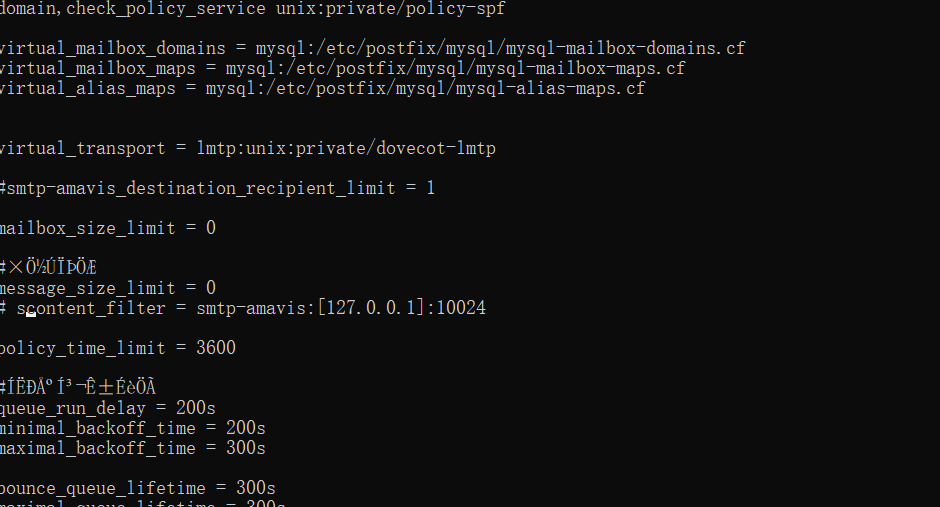 domain,check_policy_service unix:private/policy-spf
virtual_mailbox_domains = mysql:/etc/postfix/mysql/mysql-mailbox-domains.cf
virtual_mailbox_maps = mysql:/etc/postfix/mysql/mysql-mailbox-maps.cf
virtual_alias_maps = mysql:/etc/postfix/mysql/mysql-alias-maps.cf
virtual_transport = lmtp:unix:private/dovecot-lmtp
#smtp-amavis_destination_recipient_limit = 1
mailbox_size_limit = 0
#×Ö½ÚÏÞÖÆ
message_size_limit = 0
# scontent_filter = smtp-amavis:[127.0.0.1]:10024
policy_time_limit = 3600
#ÍËÐÅºÍ³¬Ê±ÉèÖÃ
queue_run_delay = 200s
minimal_backoff_time = 200s
maximal_backoff_time = 300s
bounce_queue_lifetime = 300s
maximal_queue_lifetime = 300s